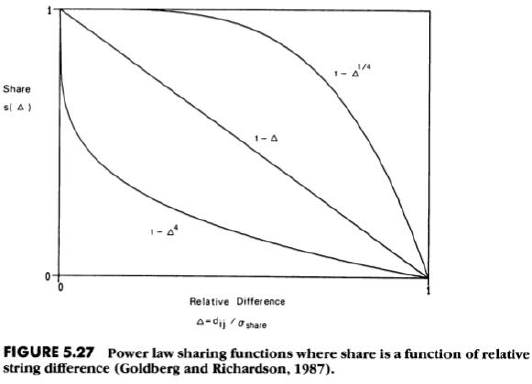 1
Share
s( Δ )
1 - Δ^1/4
1 - Δ
1 - Δ^4
0
0
1
Relative Difference
Δ=dij / σshare
FIGURE 5.27 Power law sharing functions where share is a function of relative
string difference (Goldberg and Richardson, 1987).